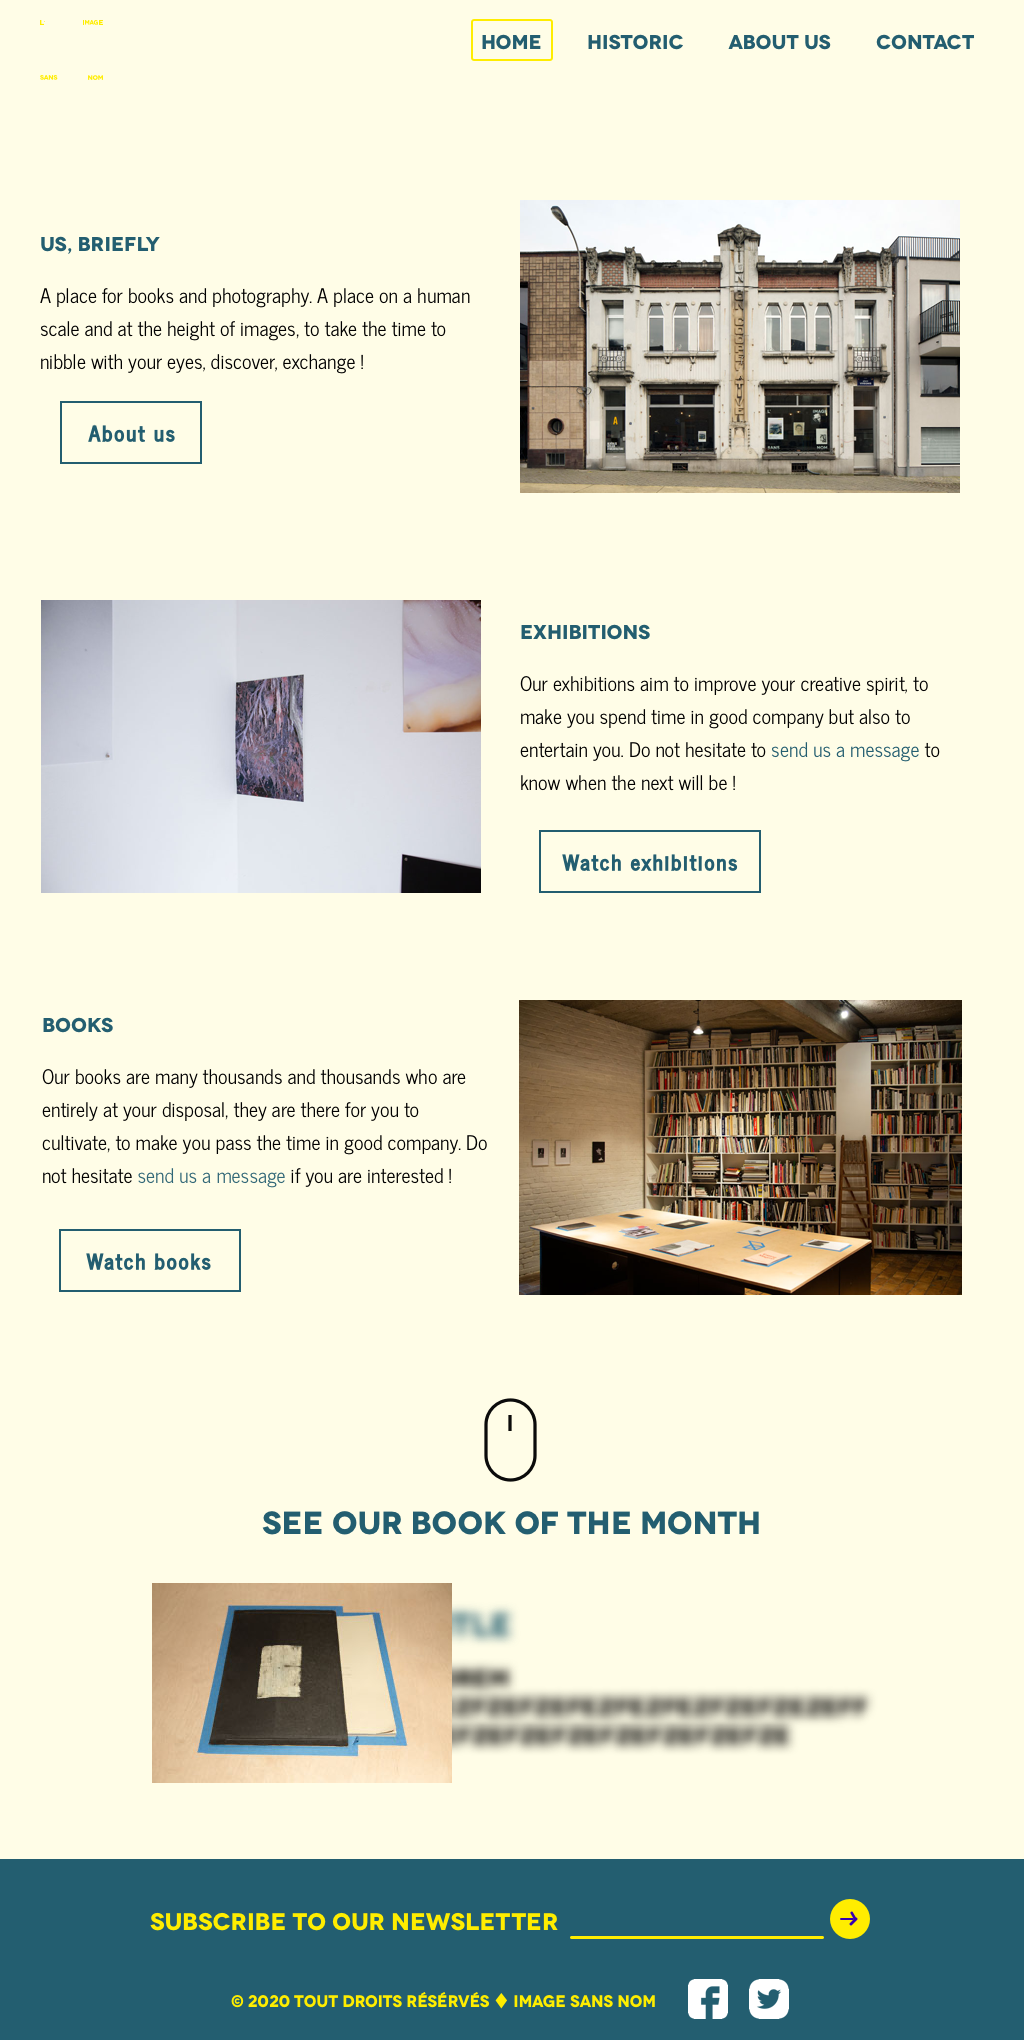 L' IMAGE
SANS NOM
HOME HISTORIC ABOUT US CONTACT
US, BRIEFLY
A place for books and photography. A place on a human
scale and at the height of images, to take the time to
nibble with your eyes, discover, exchange !
About us
UNION COOPERATIVE
L' IMAGE
SANS NOM
EXHIBITIONS
Our exhibitions aim to improve your creative spirit, to
make you spend time in good company but also to
entertain you. Do not hesitate to send us a message to
know when the next will be !
Watch exhibitions
BOOKS
Our books are many thousands and thousands who are
entirely at your disposal, they are there for you to
cultivate, to make you pass the time in good company. Do
not hesitate send us a message if you are interested !
Watch books
SEE OUR BOOK OF THE MONTH
TLE
SUBSCRIBE TO OUR NEWSLETTER
© 2020 TOUT DROITS RÉSÉRVÉS ♦ IMAGE SANS NOM